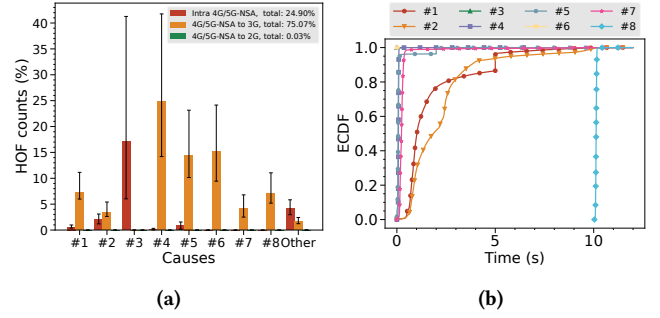 Intra 4G/5G-NSA, total: 24.90%
4G/5G-NSA to 3G, total: 75.07%
4G/5G-NSA to 2G, total: 0.03%
HOF counts (%)
40
35
30
25
20
15
10
5
0
#1 #2 #3 #4 #5 #6 #7 #8 Other
Causes
(a)
#1 #3 #5 #7
#2 #4 #6 #8
ECDF
1.0
0.8
0.6
0.4
0.2
0.0
0 5 10
Time (s)
(b)